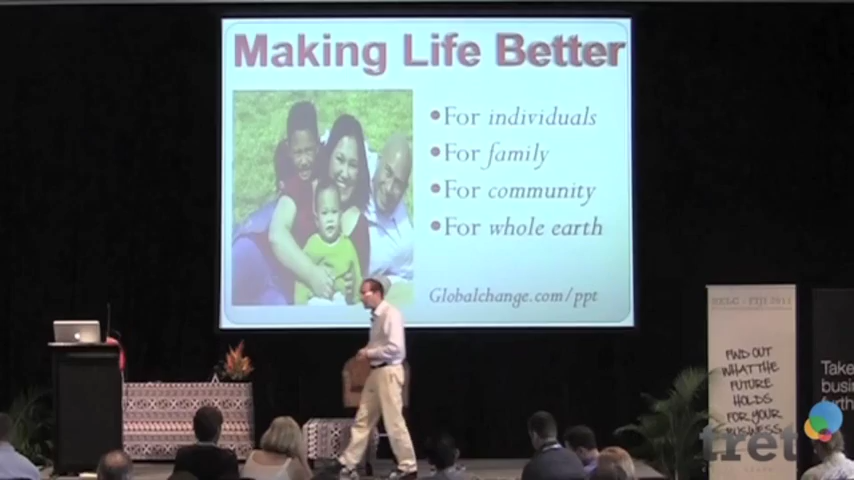 Making Life Better
•For individuals
•For family
•For community
•For whole earth
Globalchange.com/ppt
FIND OUT
WHAT THE
FUTURE
HOLDS
FOR YOUR
BUSINESS
Take
busi